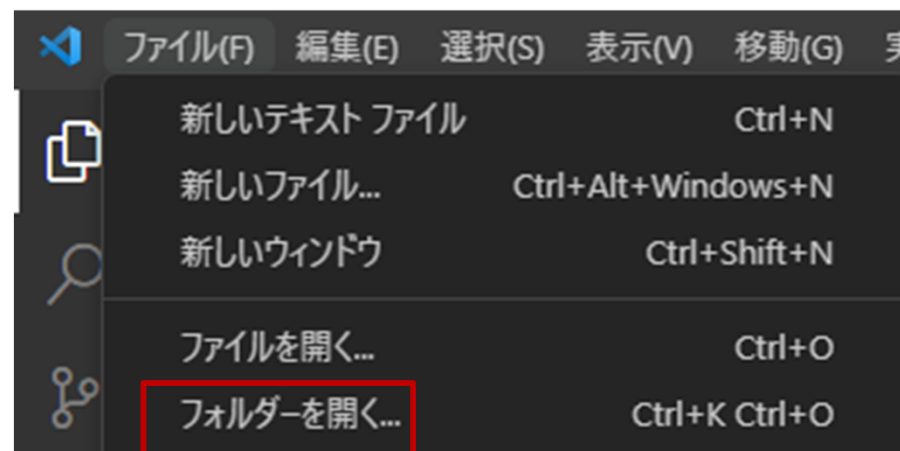 ファイル(F) 編集(E) 選択(S) 表示(V) 移動(G)
新しいテキスト ファイル Ctrl+N
新しいファイル... Ctrl+Alt+Windows+N
新しいウィンドウ Ctrl+Shift+N
ファイルを開く... Ctrl+O
フォルダーを開く... Ctrl+K Ctrl+O